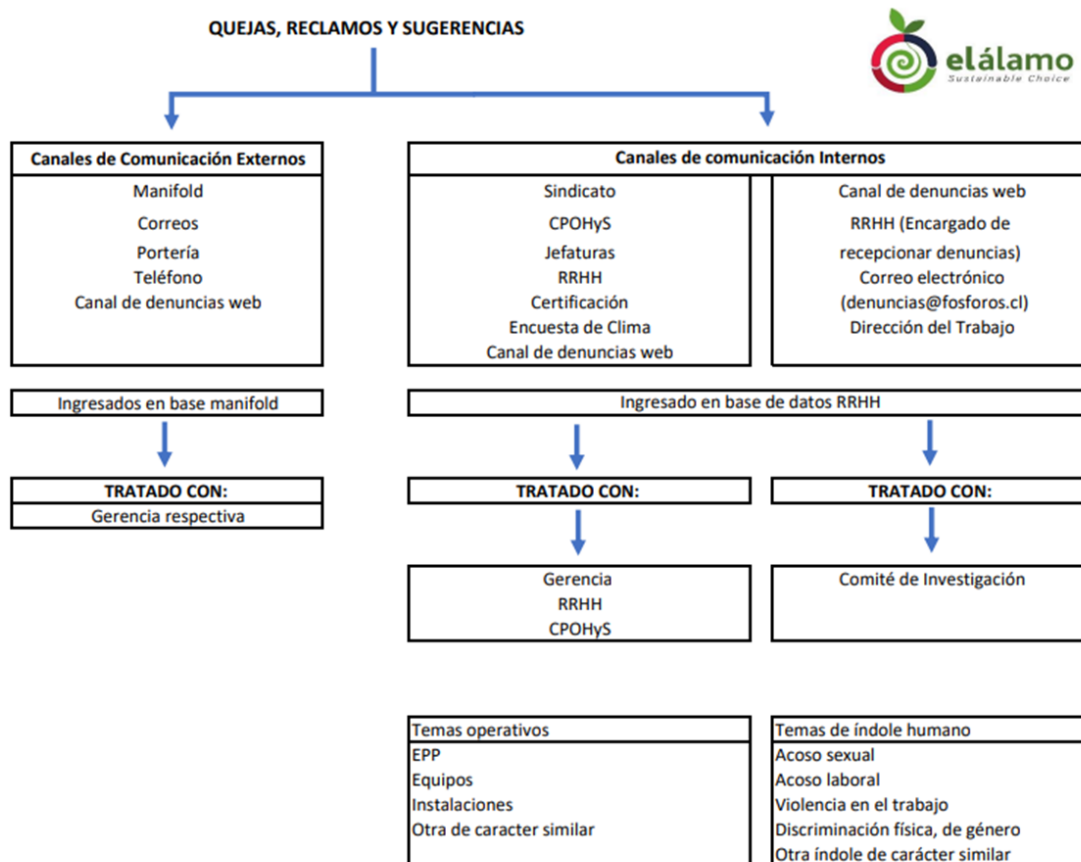 QUEJAS, RECLAMOS Y SUGERENCIAS
elálamo
Sustainable Choice
Canales de Comunicación Externos
Manifold
Correos
Portería
Teléfono
Canal de denuncias web
Canales de comunicación Internos
Sindicato
CPOHyS
Jefaturas
RRHH
Certificación
Encuesta de Clima
Canal de denuncias web
Canal de denuncias web
RRHH (Encargado de
recepcionar denuncias)
Correo electrónico
(denuncias@fosforos.cl)
Dirección del Trabajo
Ingresados en base manifold
Ingresado en base de datos RRHH
TRATADO CON:
Gerencia respectiva
TRATADO CON:
Gerencia
RRHH
CPOHyS
TRATADO CON:
Comité de Investigación
Temas operativos
EPP
Equipos
Instalaciones
Otra de caracter similar
Temas de índole humano
Acoso sexual
Acoso laboral
Violencia en el trabajo
Discriminación física, de género
Otra índole de carácter similar